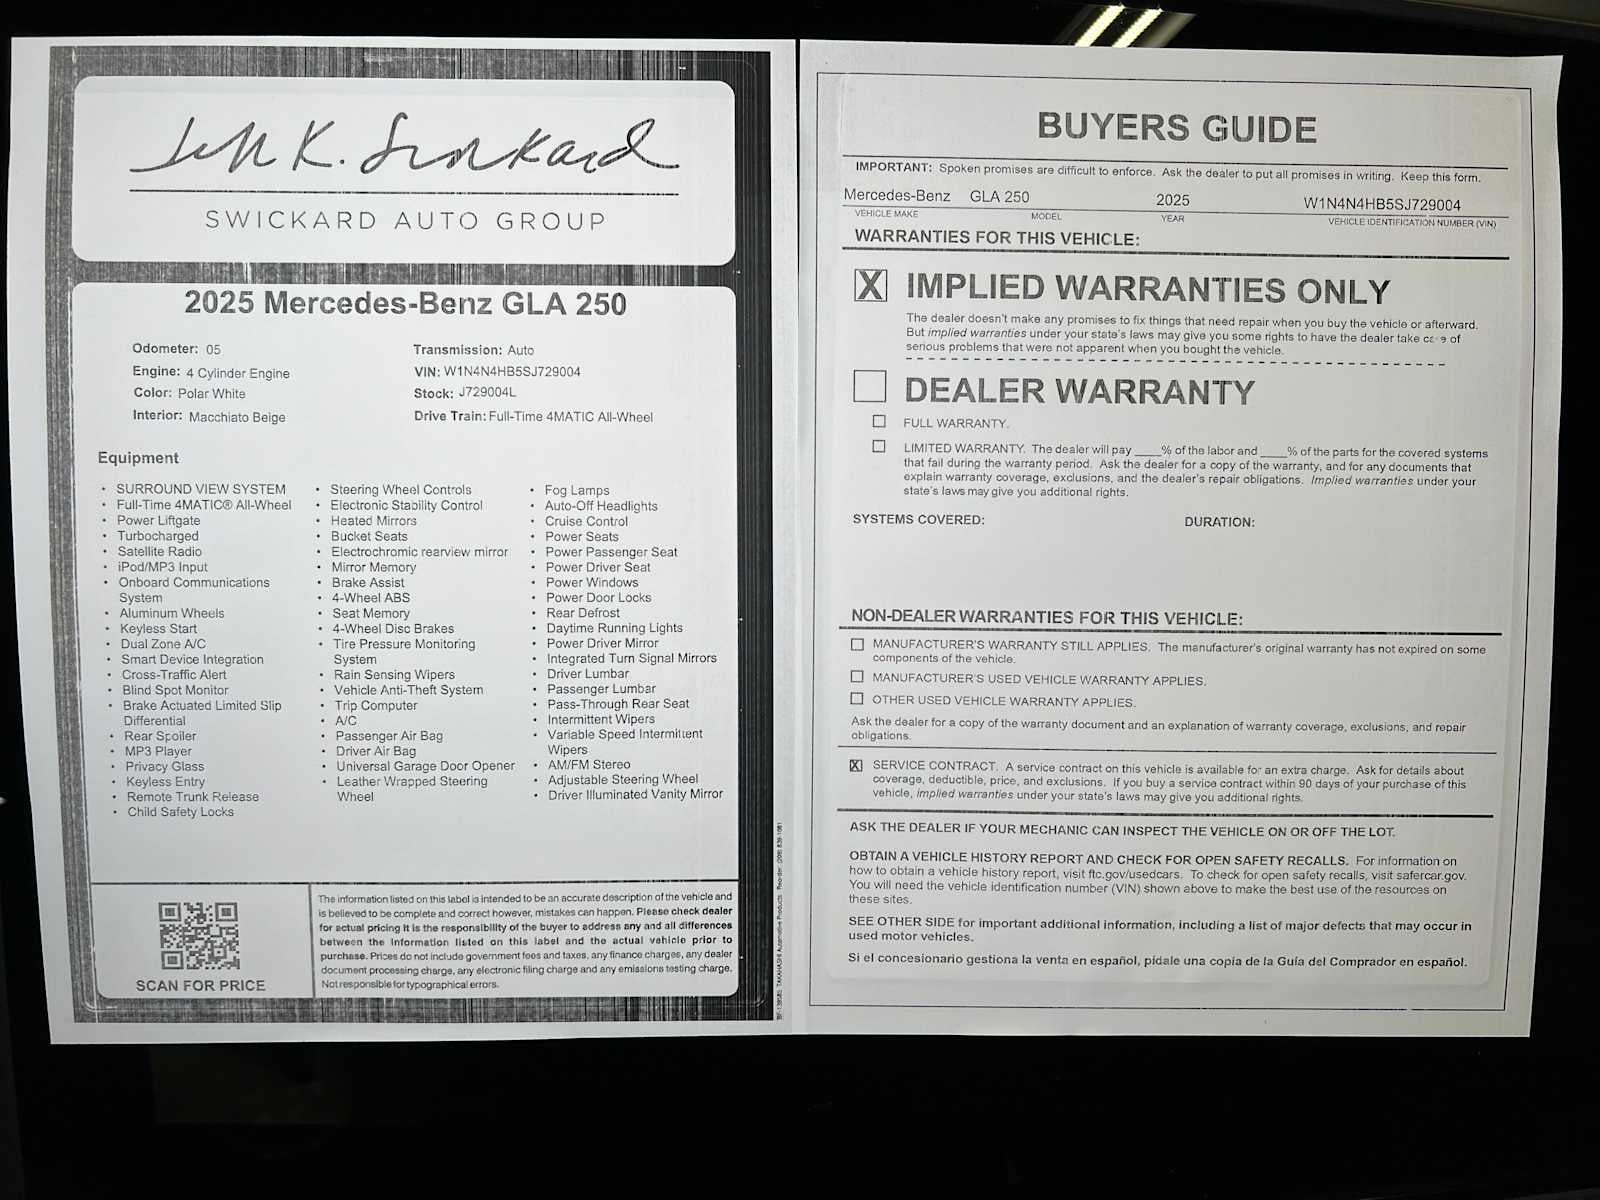 Jeff K. Swickard
SWICKARD AUTO GROUP
2025 Mercedes-Benz GLA 250
Odometer: 05
Engine: 4 Cylinder Engine
Color: Polar White
Interior: Macchiato Beige
Transmission: Auto
VIN: W1N4N4HB5SJ729004
Stock: J729004L
Drive Train: Full-Time 4MATIC All-Wheel
Equipment
• SURROUND VIEW SYSTEM
• Full-Time 4MATIC® All-Wheel
• Power Liftgate
• Turbocharged
• Satellite Radio
• iPod/MP3 Input
• Onboard Communications
System
• Aluminum Wheels
• Keyless Start
• Dual Zone A/C
• Smart Device Integration
• Cross-Traffic Alert
• Blind Spot Monitor
• Brake Actuated Limited Slip
Differential
• Rear Spoiler
• MP3 Player
• Privacy Glass
• Keyless Entry
• Remote Trunk Release
• Child Safety Locks
• Steering Wheel Controls
• Electronic Stability Control
• Heated Mirrors
• Bucket Seats
• Electrochromic rearview mirror
• Mirror Memory
• Brake Assist
• 4-Wheel ABS
• Seat Memory
• 4-Wheel Disc Brakes
• Tire Pressure Monitoring
System
• Rain Sensing Wipers
• Vehicle Anti-Theft System
• Trip Computer
• A/C
• Passenger Air Bag
• Driver Air Bag
• Universal Garage Door Opener
• Leather Wrapped Steering
Wheel
• Fog Lamps
• Auto-Off Headlights
• Cruise Control
• Power Seats
• Power Passenger Seat
• Power Driver Seat
• Power Windows
• Power Door Locks
• Rear Defrost
• Daytime Running Lights
• Power Driver Mirror
• Integrated Turn Signal Mirrors
• Driver Lumbar
• Passenger Lumbar
• Pass-Through Rear Seat
• Intermittent Wipers
• Variable Speed Intermittent
Wipers
• AM/FM Stereo
• Adjustable Steering Wheel
• Driver Illuminated Vanity Mirror
SCAN FOR PRICE
The information listed on this label is intended to be an accurate description of the vehicle and
is believed to be complete and correct however, mistakes can happen. Please check dealer
for actual pricing it is the responsibility of the buyer to address any and all differences
between the information listed on this label and the actual vehicle prior to
purchase. Prices do not include government fees and taxes, any finance charges, any dealer
document processing charge, any electronic filing charge and any emissions testing charge.
Not responsible for typographical errors.
TAKAHASHI Automotive Products
BUYERS GUIDE
IMPORTANT: Spoken promises are difficult to enforce. Ask the dealer to put all promises in writing. Keep this form.
Mercedes-Benz GLA 250 2025 W1N4N4HB5SJ729004
VEHICLE MAKE MODEL YEAR VEHICLE IDENTIFICATION NUMBER (VIN)
WARRANTIES FOR THIS VEHICLE:
X IMPLIED WARRANTIES ONLY
The dealer doesn't make any promises to fix things that need repair when you buy the vehicle or afterward.
But implied warranties under your state's laws may give you some rights to have the dealer take care of
serious problems that were not apparent when you bought the vehicle.
DEALER WARRANTY
FULL WARRANTY.
LIMITED WARRANTY. The dealer will pay ____% of the labor and ____% of the parts for the covered systems
that fail during the warranty period. Ask the dealer for a copy of the warranty, and for any documents that
explain warranty coverage, exclusions, and the dealer's repair obligations. Implied warranties under your
state's laws may give you additional rights.
SYSTEMS COVERED: DURATION:
NON-DEALER WARRANTIES FOR THIS VEHICLE:
MANUFACTURER'S WARRANTY STILL APPLIES. The manufacturer's original warranty has not expired on some
components of the vehicle.
MANUFACTURER'S USED VEHICLE WARRANTY APPLIES.
OTHER USED VEHICLE WARRANTY APPLIES.
Ask the dealer for a copy of the warranty document and an explanation of warranty coverage, exclusions, and repair
obligations.
X SERVICE CONTRACT. A service contract on this vehicle is available for an extra charge. Ask for details about
coverage, deductible, price, and exclusions. If you buy a service contract within 90 days of your purchase of this
vehicle, implied warranties under your state's laws may give you additional rights.
ASK THE DEALER IF YOUR MECHANIC CAN INSPECT THE VEHICLE ON OR OFF THE LOT.
OBTAIN A VEHICLE HISTORY REPORT AND CHECK FOR OPEN SAFETY RECALLS. For information on
how to obtain a vehicle history report, visit ftc.gov/usedcars. To check for open safety recalls, visit safercar.gov.
You will need the vehicle identification number (VIN) shown above to make the best use of the resources on
these sites.
SEE OTHER SIDE for important additional information, including a list of major defects that may occur in
used motor vehicles.
Si el concesionario gestiona la venta en español, pídale una copia de la Guía del Comprador en español.